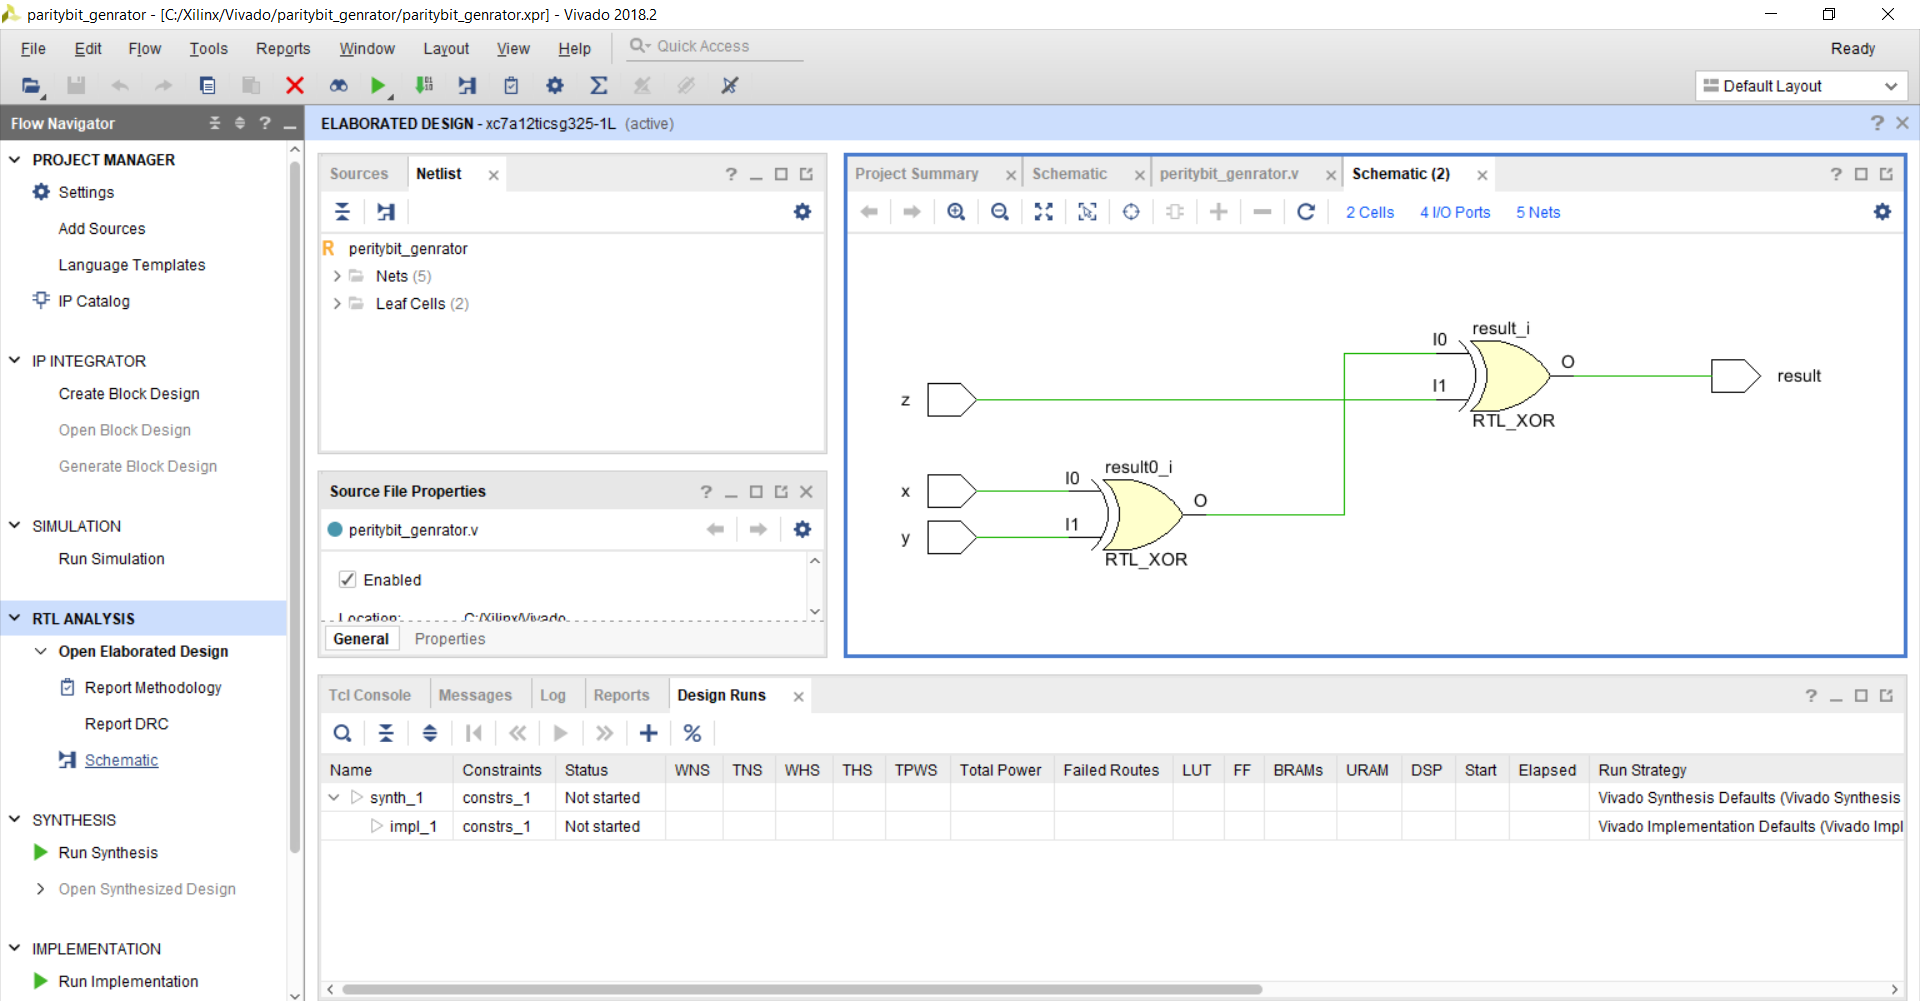 paritybit_genrator - [C:/Xilinx/Vivado/paritybit_genrator/paritybit_genrator.xpr] - Vivado 2018.2
File Edit Flow Tools Reports Window Layout View Help Quick Access Ready
Default Layout
Flow Navigator
ELABORATED DESIGN - xc7a12ticsg325-1L (active)
PROJECT MANAGER
Settings
Add Sources
Language Templates
IP Catalog
IP INTEGRATOR
Create Block Design
Open Block Design
Generate Block Design
SIMULATION
Run Simulation
RTL ANALYSIS
Open Elaborated Design
Report Methodology
Report DRC
Schematic
SYNTHESIS
Run Synthesis
Open Synthesized Design
IMPLEMENTATION
Run Implementation
Sources Netlist
peritybit_genrator
Nets (5)
Leaf Cells (2)
Source File Properties
peritybit_genrator.v
Enabled
Location: C:/Xilinx/Vivado
General Properties
Project Summary Schematic peritybit_genrator.v Schematic (2)
2 Cells 4 I/O Ports 5 Nets
result_i
I0
O
I1
result
z
RTL_XOR
result0_i
I0
x
O
I1
y
RTL_XOR
Tcl Console Messages Log Reports Design Runs
Name Constraints Status WNS TNS WHS THS TPWS Total Power Failed Routes LUT FF BRAMs URAM DSP Start Elapsed Run Strategy
synth_1 constrs_1 Not started Vivado Synthesis Defaults (Vivado Synthesis
impl_1 constrs_1 Not started Vivado Implementation Defaults (Vivado Impl